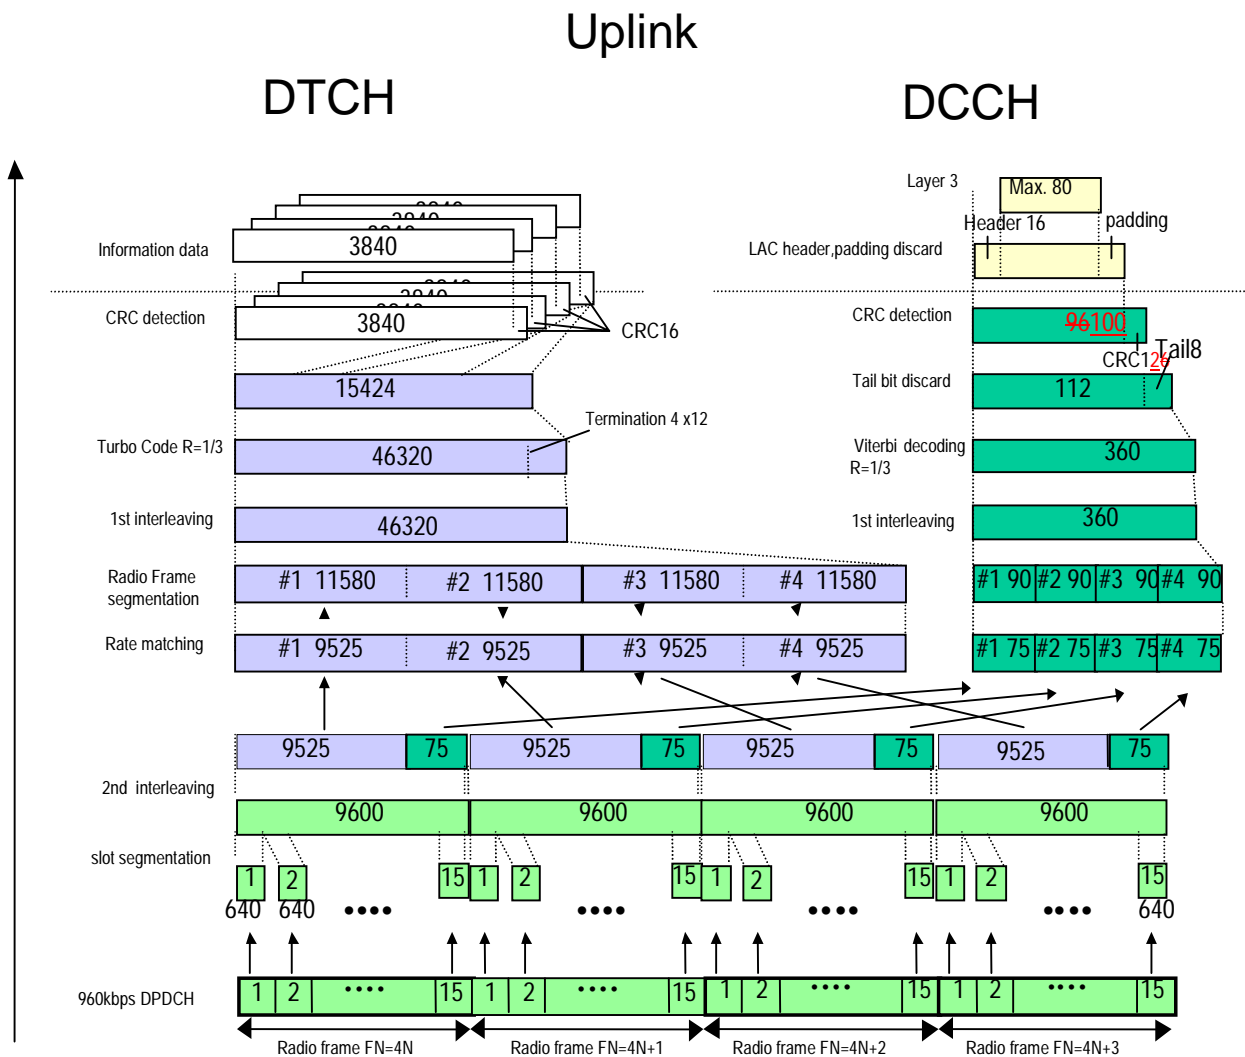 Uplink
DTCH
DCCH
Layer 3
Max. 80
Header 16
padding
Information data
3840
3840
3840
3840
LAC header,padding discard
CRC detection
3840
3840
3840
3840
CRC16
CRC detection
96100
CRC126
Tail8
15424
Tail bit discard
112
Termination 4 x12
Turbo Code R=1/3
46320
Viterbi decoding
R=1/3
360
1st interleaving
46320
1st interleaving
360
Radio Frame
segmentation
#1 11580 #2 11580 #3 11580 #4 11580
#1 90 #2 90 #3 90 #4 90
Rate matching
#1 9525 #2 9525 #3 9525 #4 9525
#1 75 #2 75 #3 75 #4 75
9525 75 9525 75 9525 75 9525 75
2nd interleaving
9600 9600 9600 9600
slot segmentation
1 2 15 1 2 15 1 2 15 1 2 15
640 640 •••• •••• •••• •••• 640
960kbps DPDCH
1 2 •••• 15 1 2 •••• 15 1 2 •••• 15 1 2 •••• 15
Radio frame FN=4N Radio frame FN=4N+1 Radio frame FN=4N+2 Radio frame FN=4N+3